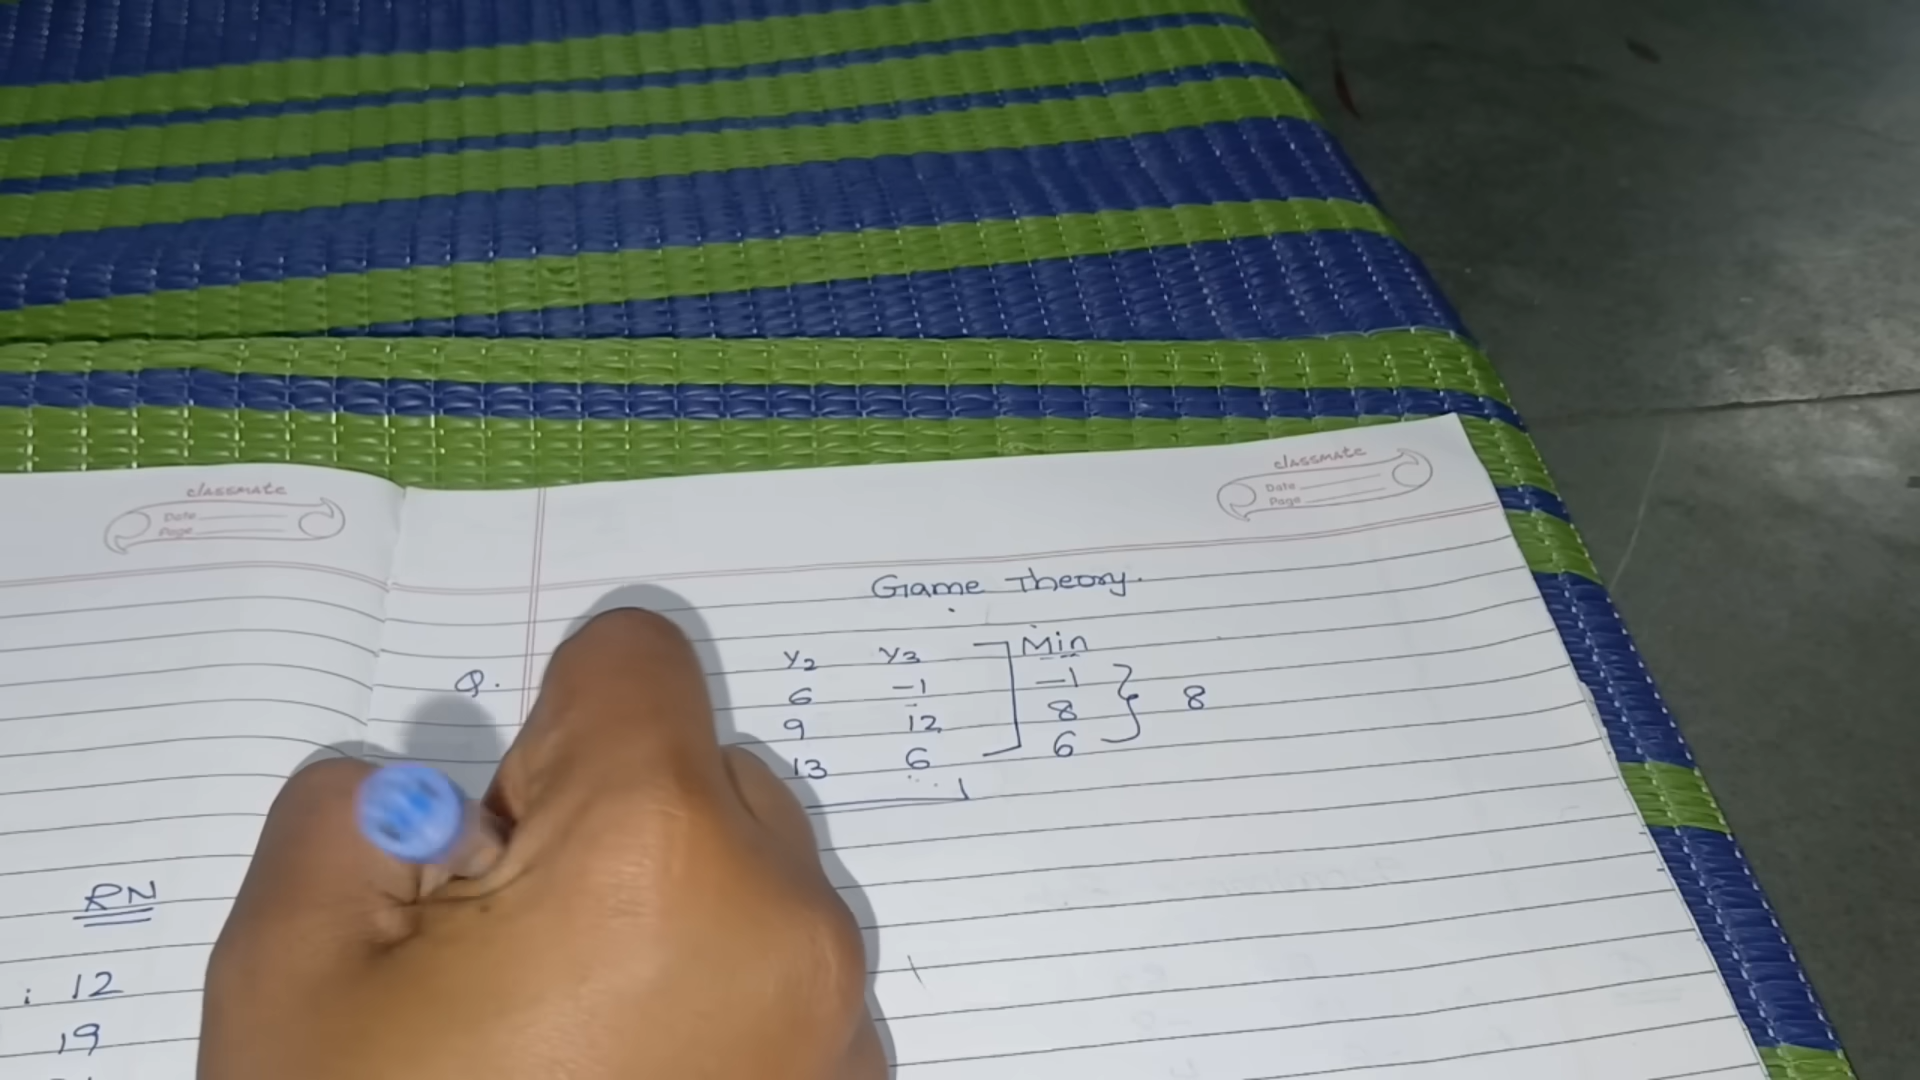 classmate
Date
Page
classmate
Date
Page
Game Theory.
Q.
Y2 Y3 Min
6 -1 -1
9 12 8 8
13 6 6
RN
: 12
19